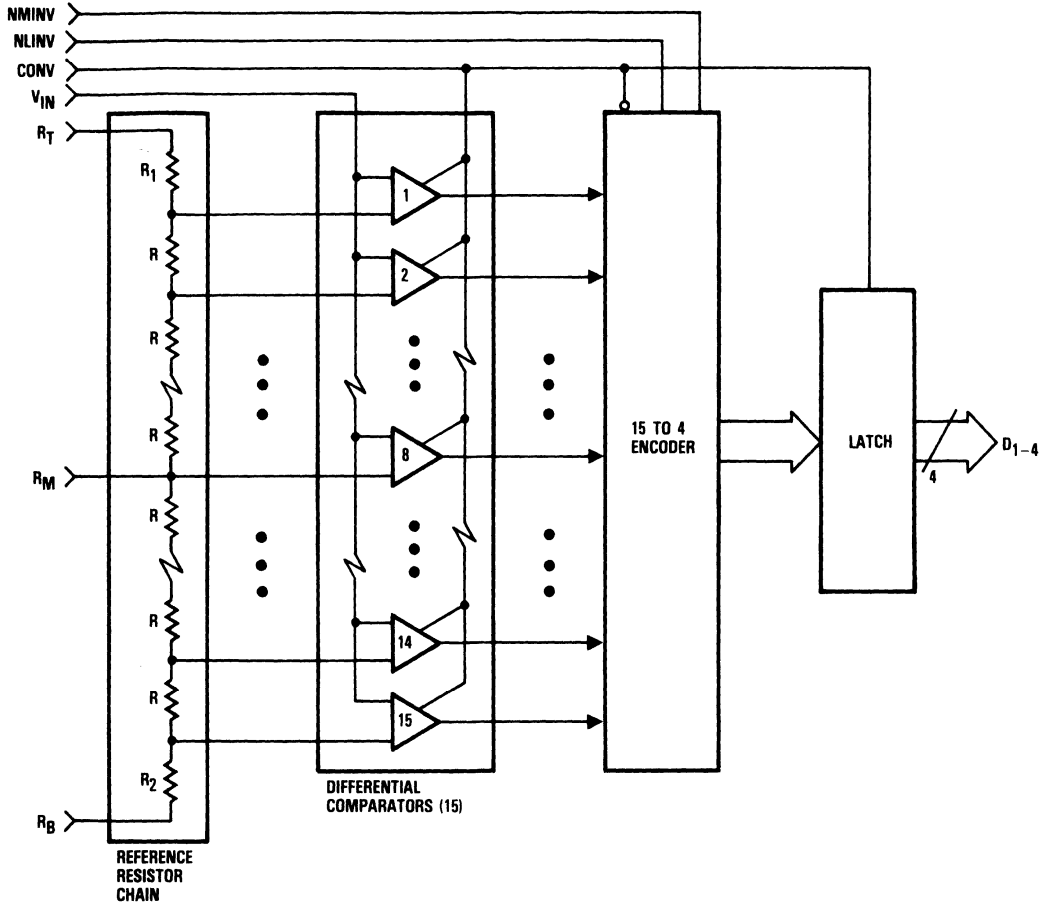 NMINV
NLINV
CONV
VIN
RT
R1
1
R
2
R
R
8
15 TO 4
ENCODER
LATCH
D1–4
4
RM
R
R
14
R
15
R2
DIFFERENTIAL
COMPARATORS (15)
RB
REFERENCE
RESISTOR
CHAIN